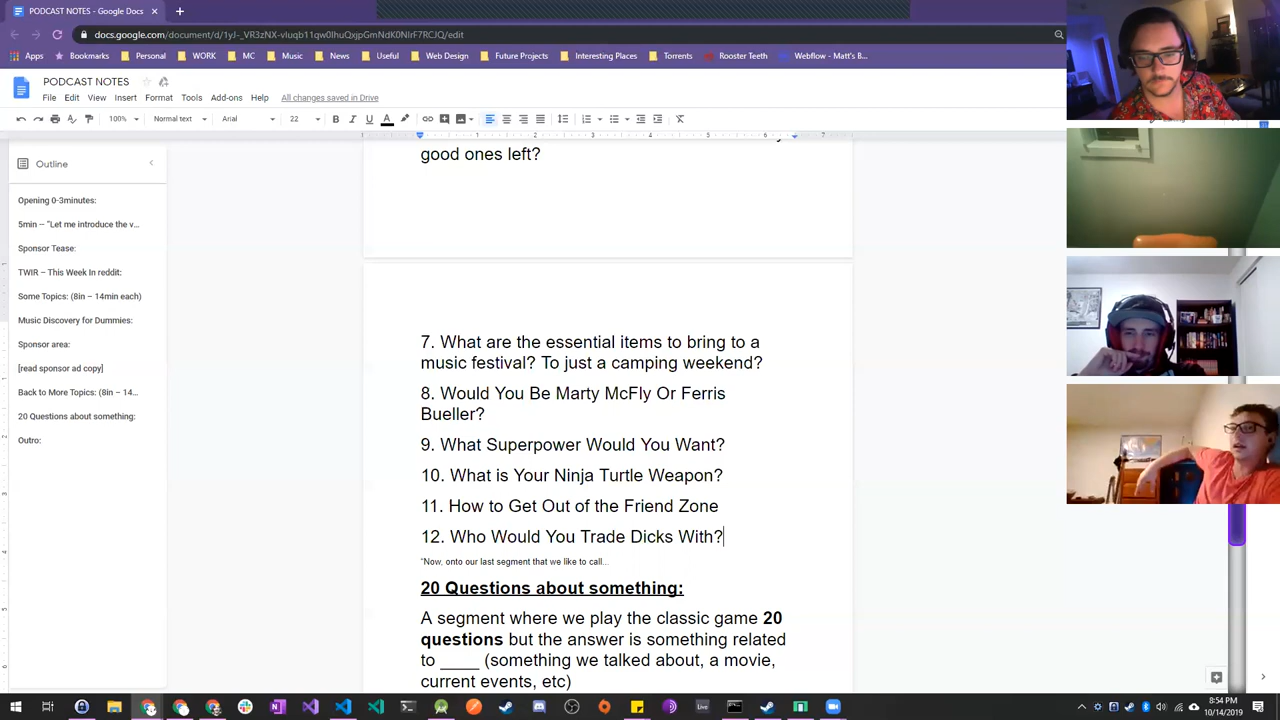 PODCAST NOTES - Google Docs
docs.google.com/document/d/1yJ-_VR3zNX-vIuqb11qw0lhuQxjpGmNdK0NIrF7RCJQ/edit
Apps Bookmarks Personal WORK MC Music News Useful Web Design Future Projects Interesting Places Torrents Rooster Teeth Webflow - Matt's B...
PODCAST NOTES
File Edit View Insert Format Tools Add-ons Help All changes saved in Drive
100% Normal text Arial 22 B I U A
Outline
Opening 0-3minutes:
5min -- "Let me introduce the v...
Sponsor Tease:
TWIR – This Week In reddit:
Some Topics: (8in – 14min each)
Music Discovery for Dummies:
Sponsor area:
[read sponsor ad copy]
Back to More Topics: (8in – 14...
20 Questions about something:
Outro:
good ones left?
7. What are the essential items to bring to a
music festival? To just a camping weekend?
8. Would You Be Marty McFly Or Ferris
Bueller?
9. What Superpower Would You Want?
10. What is Your Ninja Turtle Weapon?
11. How to Get Out of the Friend Zone
12. Who Would You Trade Dicks With?
"Now, onto our last segment that we like to call...
20 Questions about something:
A segment where we play the classic game 20
questions but the answer is something related
to ____ (something we talked about, a movie,
current events, etc)
Live
8:54 PM
10/14/2019